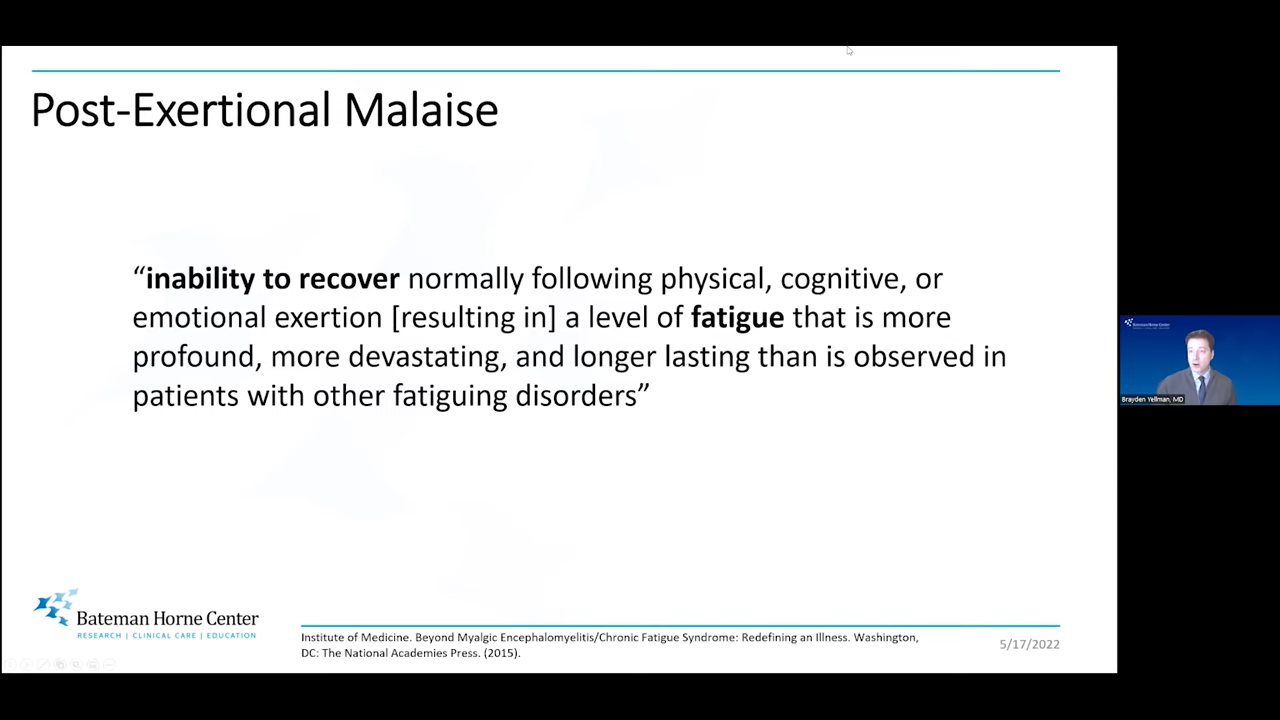 Post-Exertional Malaise
“inability to recover normally following physical, cognitive, or
emotional exertion [resulting in] a level of fatigue that is more
profound, more devastating, and longer lasting than is observed in
patients with other fatiguing disorders”
Bateman Horne Center
RESEARCH | CLINICAL CARE | EDUCATION
Institute of Medicine. Beyond Myalgic Encephalomyelitis/Chronic Fatigue Syndrome: Redefining an Illness. Washington,
DC: The National Academies Press. (2015).
5/17/2022
Bateman Horne Center
Brayden Yellman, MD